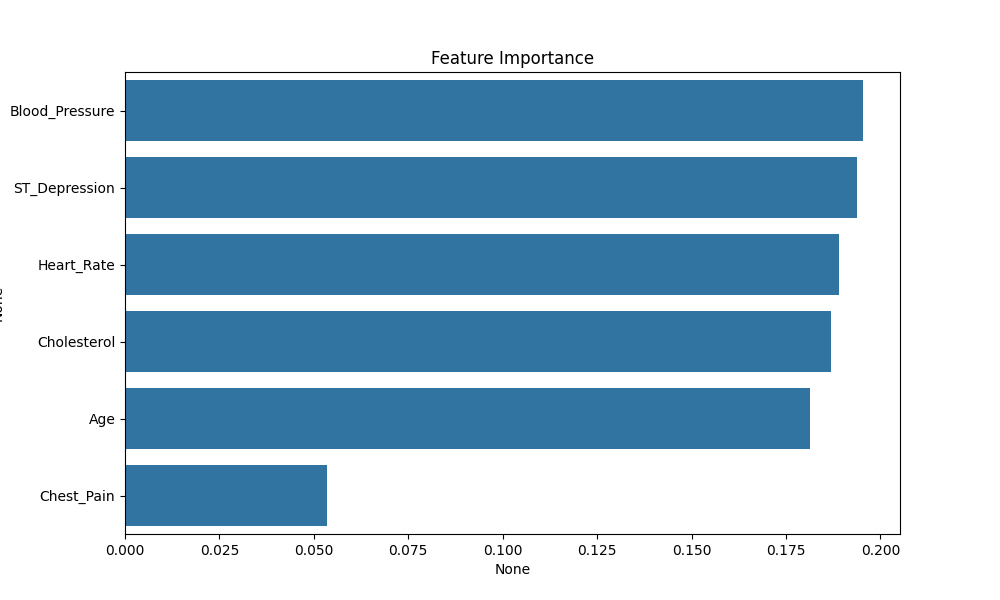 Feature Importance
Blood_Pressure
ST_Depression
Heart_Rate
Cholesterol
Age
Chest_Pain
0.000 0.025 0.050 0.075 0.100 0.125 0.150 0.175 0.200
None